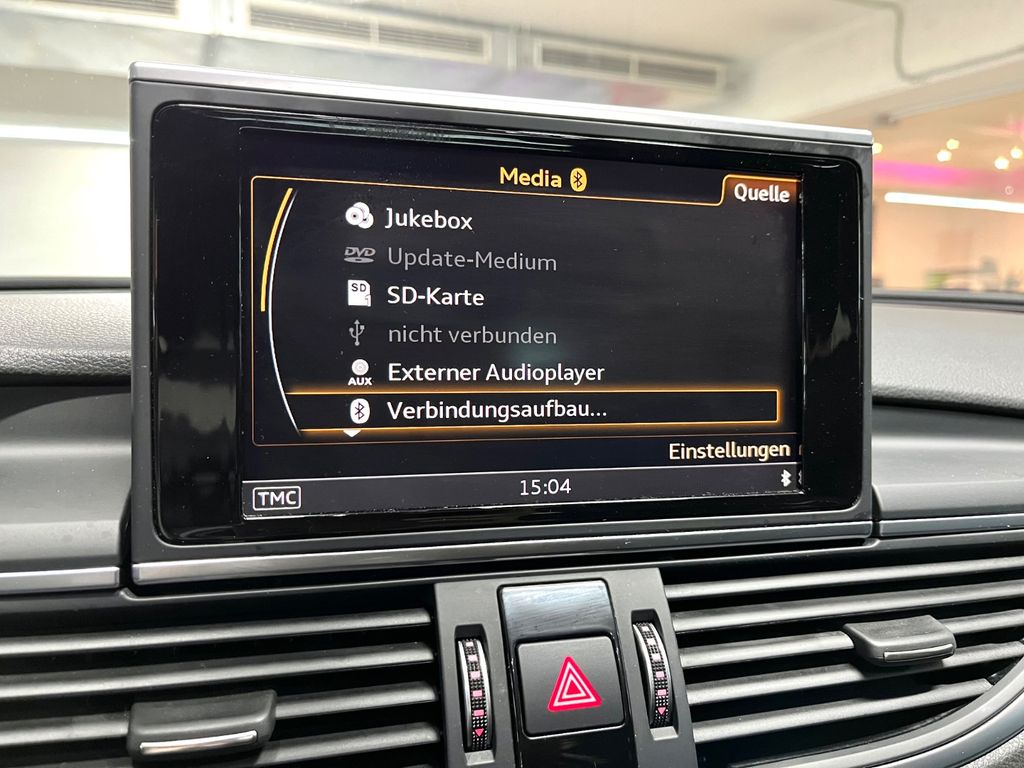 Media
Quelle
Jukebox
DVD Update-Medium
SD 1 SD-Karte
nicht verbunden
AUX Externer Audioplayer
Verbindungsaufbau...
Einstellungen
TMC 15:04